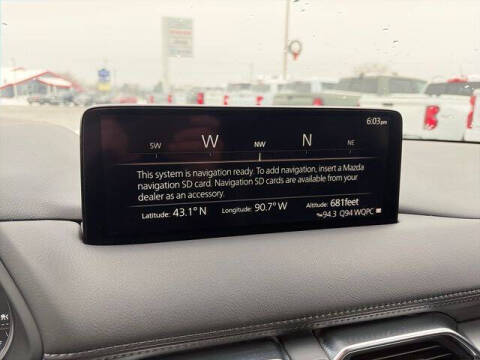 6:03pm
SW W NW N NE
This system is navigation ready. To add navigation, insert a Mazda
navigation SD card. Navigation SD cards are available from your
dealer as an accessory.
Latitude: 43.1°N Longitude: 90.7°W Altitude: 681feet
94.3 Q94 WQPC